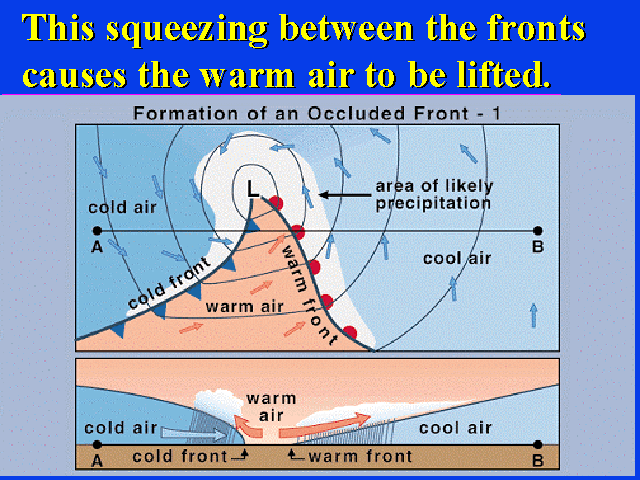 This squeezing between the fronts
causes the warm air to be lifted.
Formation of an Occluded Front - 1
L
area of likely
precipitation
cold air
A
B
cool air
cold front
warm front
warm air
warm
air
cold air
cool air
A
cold front
warm front
B